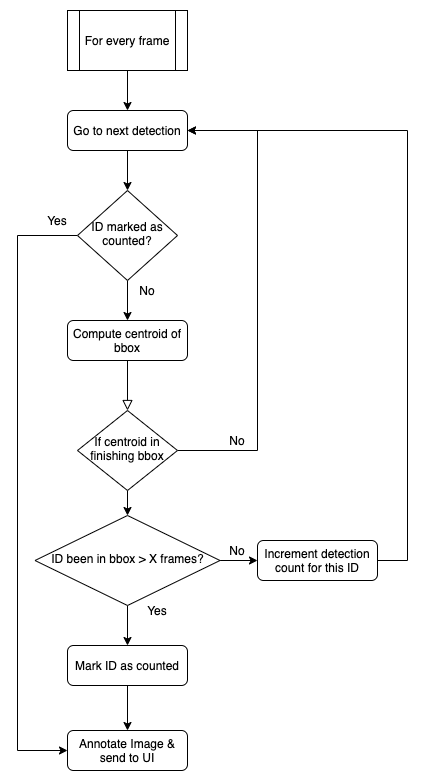 For every frame
Go to next detection
Yes
ID marked as
counted?
No
Compute centroid of
bbox
If centroid in
finishing bbox
No
ID been in bbox > X frames?
No
Increment detection
count for this ID
Yes
Mark ID as counted
Annotate Image &
send to UI